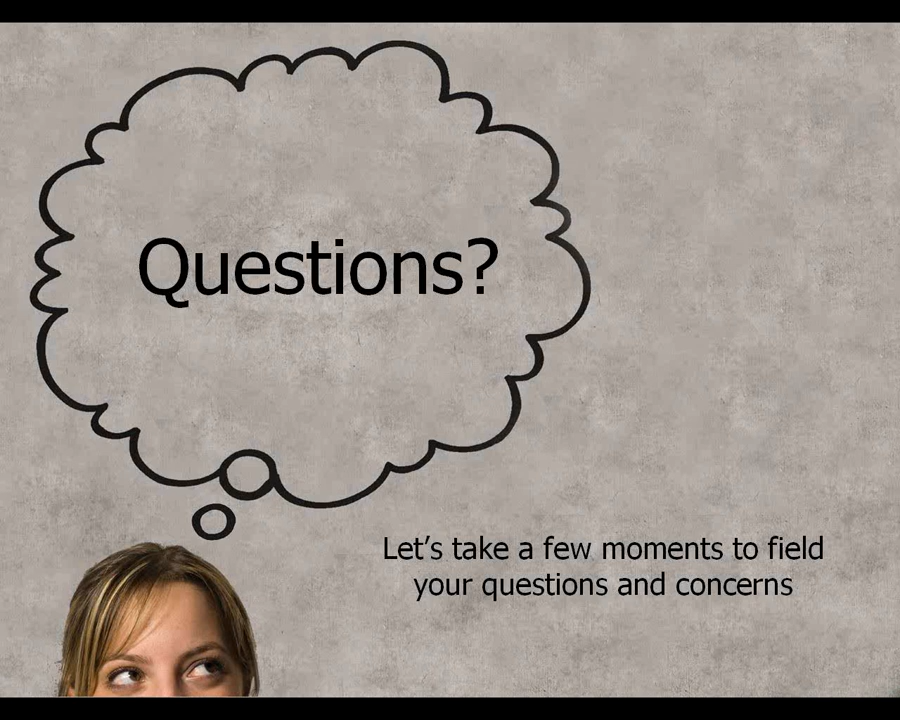 Questions?
Let’s take a few moments to field
your questions and concerns